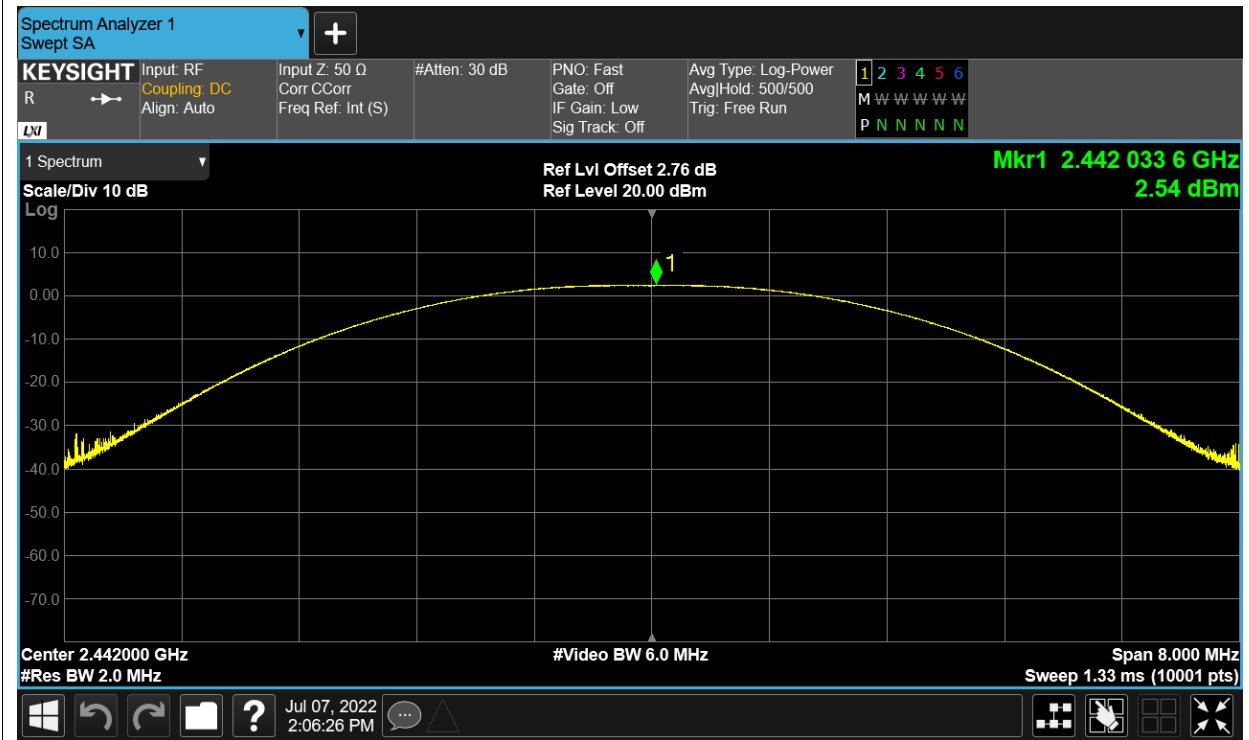 Spectrum Analyzer 1
Swept SA
KEYSIGHT
R
LXI
Input: RF
Coupling: DC
Align: Auto
Input Z: 50 Ω
Corr CCorr
Freq Ref: Int (S)
#Atten: 30 dB
PNO: Fast
Gate: Off
IF Gain: Low
Sig Track: Off
Avg Type: Log-Power
Avg|Hold: 500/500
Trig: Free Run
1 2 3 4 5 6
M W W W W W
P N N N N N
1 Spectrum
Scale/Div 10 dB
Ref Lvl Offset 2.76 dB
Ref Level 20.00 dBm
Mkr1 2.442 033 6 GHz
2.54 dBm
Log
10.0
0.00
-10.0
-20.0
-30.0
-40.0
-50.0
-60.0
-70.0
1
Center 2.442000 GHz
#Res BW 2.0 MHz
#Video BW 6.0 MHz
Span 8.000 MHz
Sweep 1.33 ms (10001 pts)
?
Jul 07, 2022
2:06:26 PM